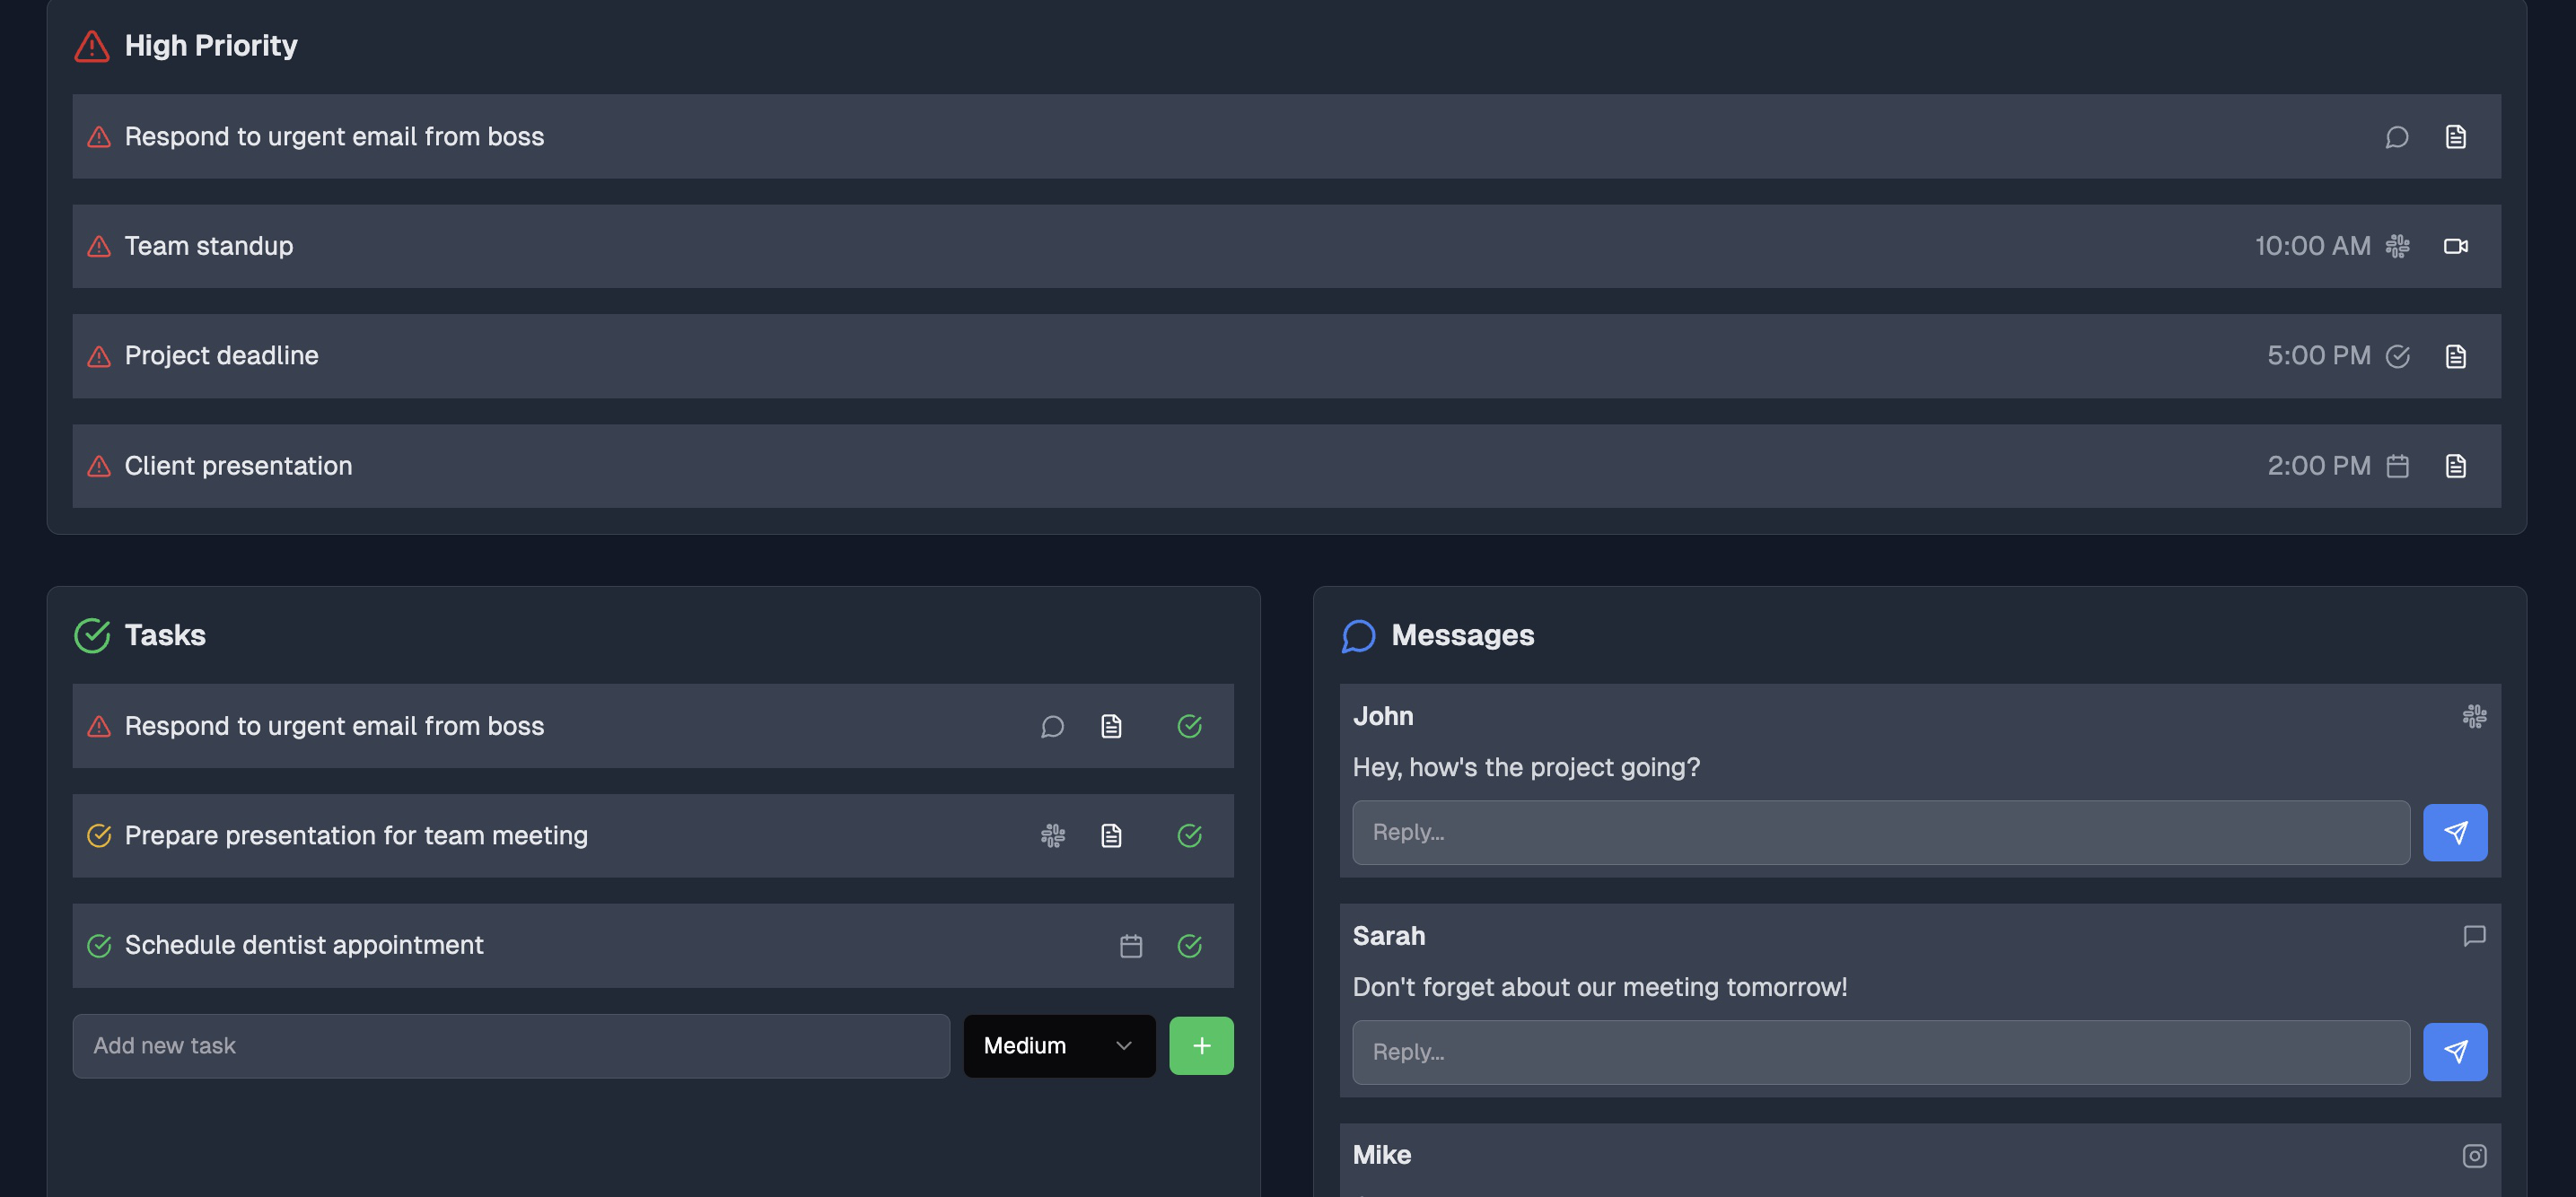 High Priority
Respond to urgent email from boss
Team standup
10:00 AM
Project deadline
5:00 PM
Client presentation
2:00 PM
Tasks
Respond to urgent email from boss
Prepare presentation for team meeting
Schedule dentist appointment
Add new task
Medium
Messages
John
Hey, how's the project going?
Reply...
Sarah
Don't forget about our meeting tomorrow!
Reply...
Mike